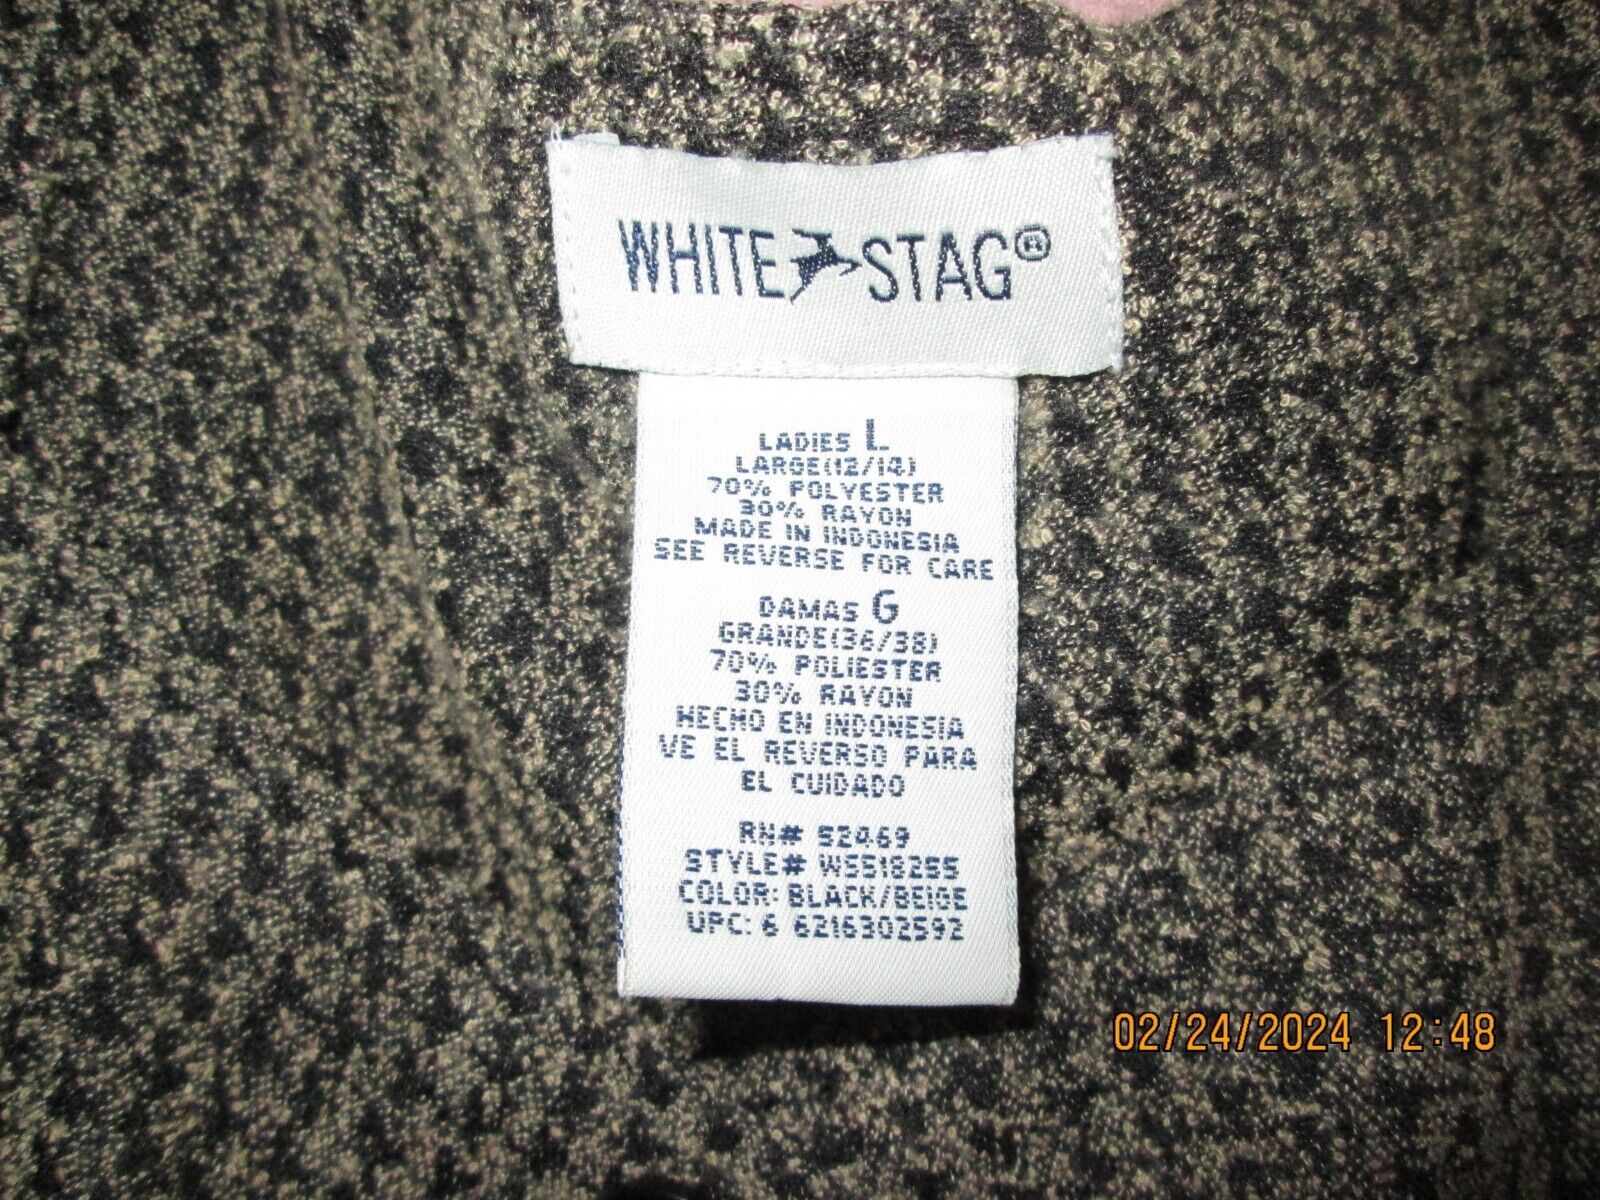 WHITE STAG®
LADIES L
LARGE(12/14)
70% POLYESTER
30% RAYON
MADE IN INDONESIA
SEE REVERSE FOR CARE
DAMAS G
GRANDE(36/38)
70% POLIESTER
30% RAYON
HECHO EN INDONESIA
VE EL REVERSO PARA
EL CUIDADO
RN# 52469
STYLE# WS518255
COLOR: BLACK/BEIGE
UPC: 6 6216302592
02/24/2024 12:48